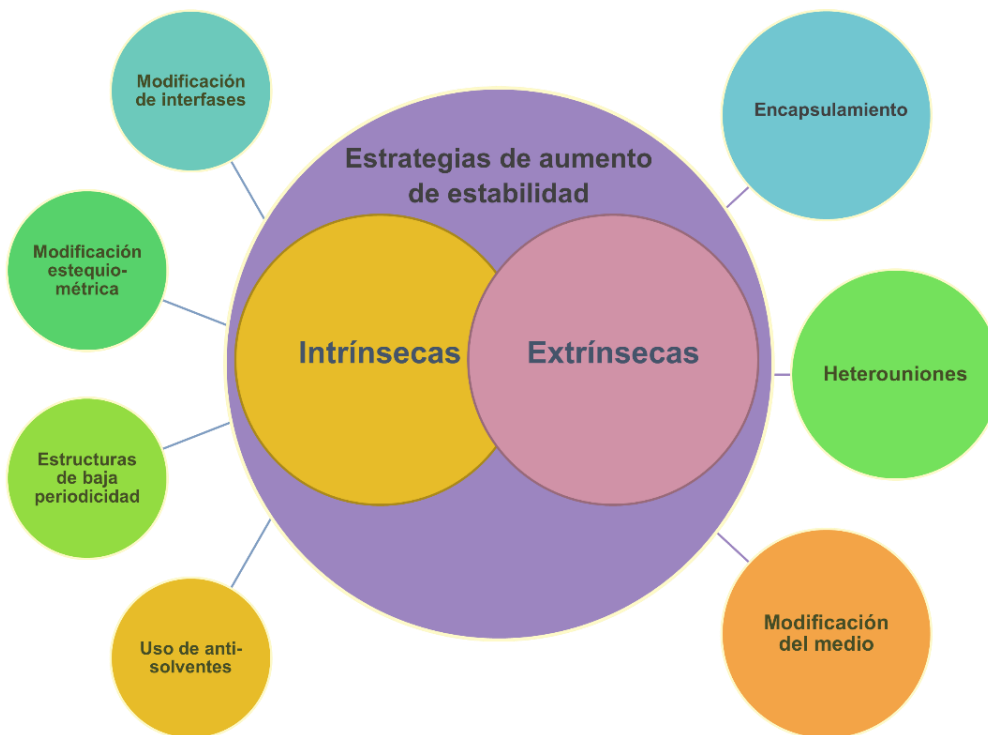 Modificación
de interfases
Encapsulamiento
Estrategias de aumento
de estabilidad
Modificación
estequio-
métrica
Intrínsecas
Extrínsecas
Heterouniones
Estructuras
de baja
periodicidad
Uso de anti-
solventes
Modificación
del medio